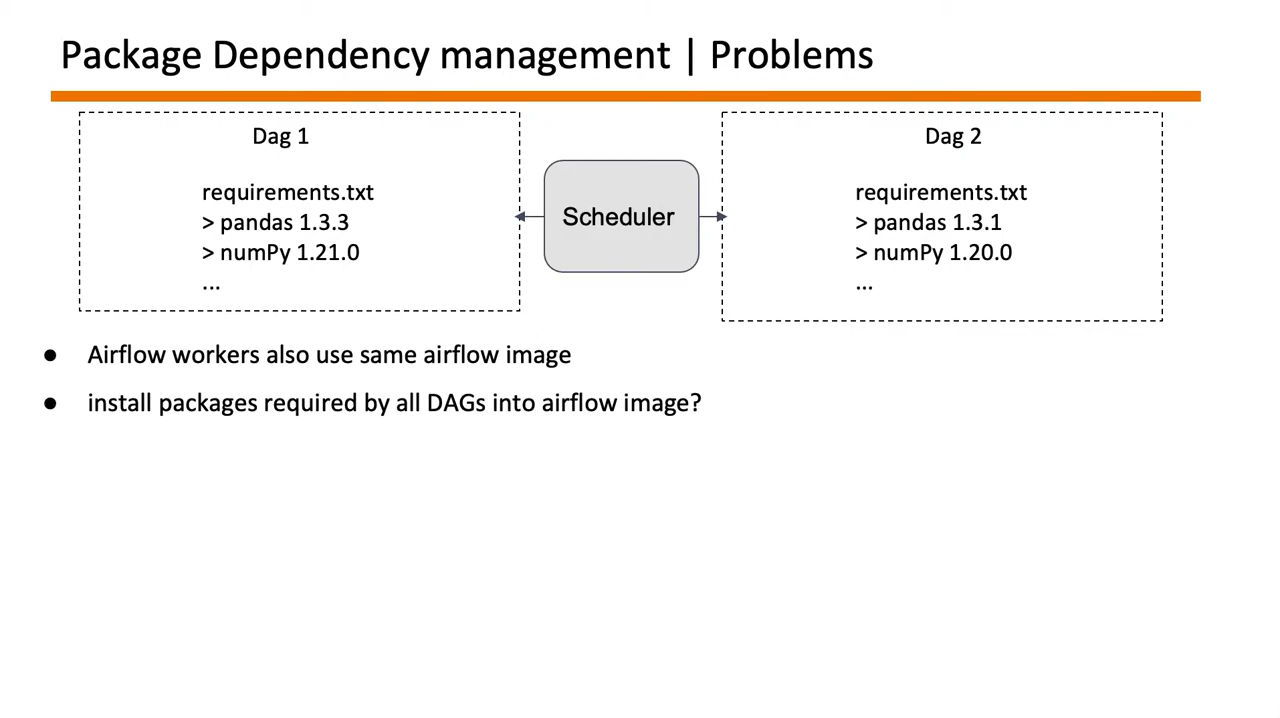 Package Dependency management | Problems
Dag 1
requirements.txt
> pandas 1.3.3
> numPy 1.21.0
...
Scheduler
Dag 2
requirements.txt
> pandas 1.3.1
> numPy 1.20.0
...
● Airflow workers also use same airflow image
● install packages required by all DAGs into airflow image?